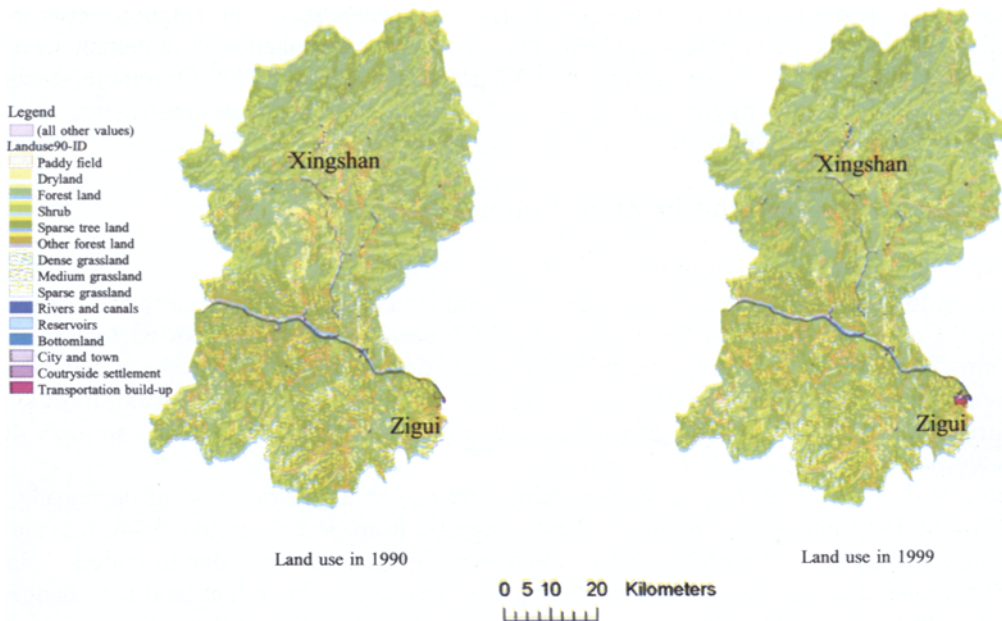 Legend
(all other values)
Landuse90-ID
Paddy field
Dryland
Forest land
Shrub
Sparse tree land
Other forest land
Dense grassland
Medium grassland
Sparse grassland
Rivers and canals
Reservoirs
Bottomland
City and town
Coutryside settlement
Transportation build-up
Xingshan
Zigui
Land use in 1990
Xingshan
Zigui
Land use in 1999
0 5 10 20 Kilometers